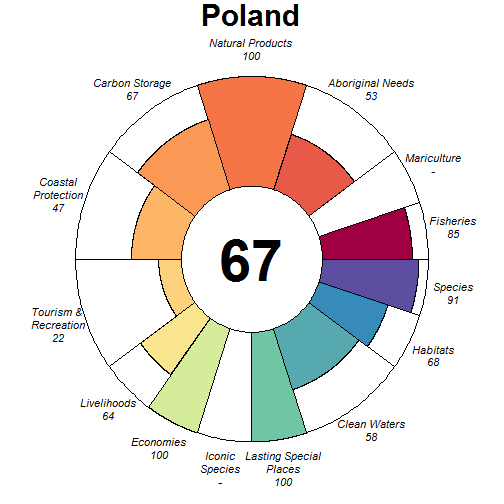 Poland
Natural Products
100
Carbon Storage
67
Aboriginal Needs
53
Mariculture
-
Coastal
Protection
47
Fisheries
85
67
Species
91
Tourism &
Recreation
22
Habitats
68
Livelihoods
64
Clean Waters
58
Economies
100
Iconic
Species
-
Lasting Special
Places
100